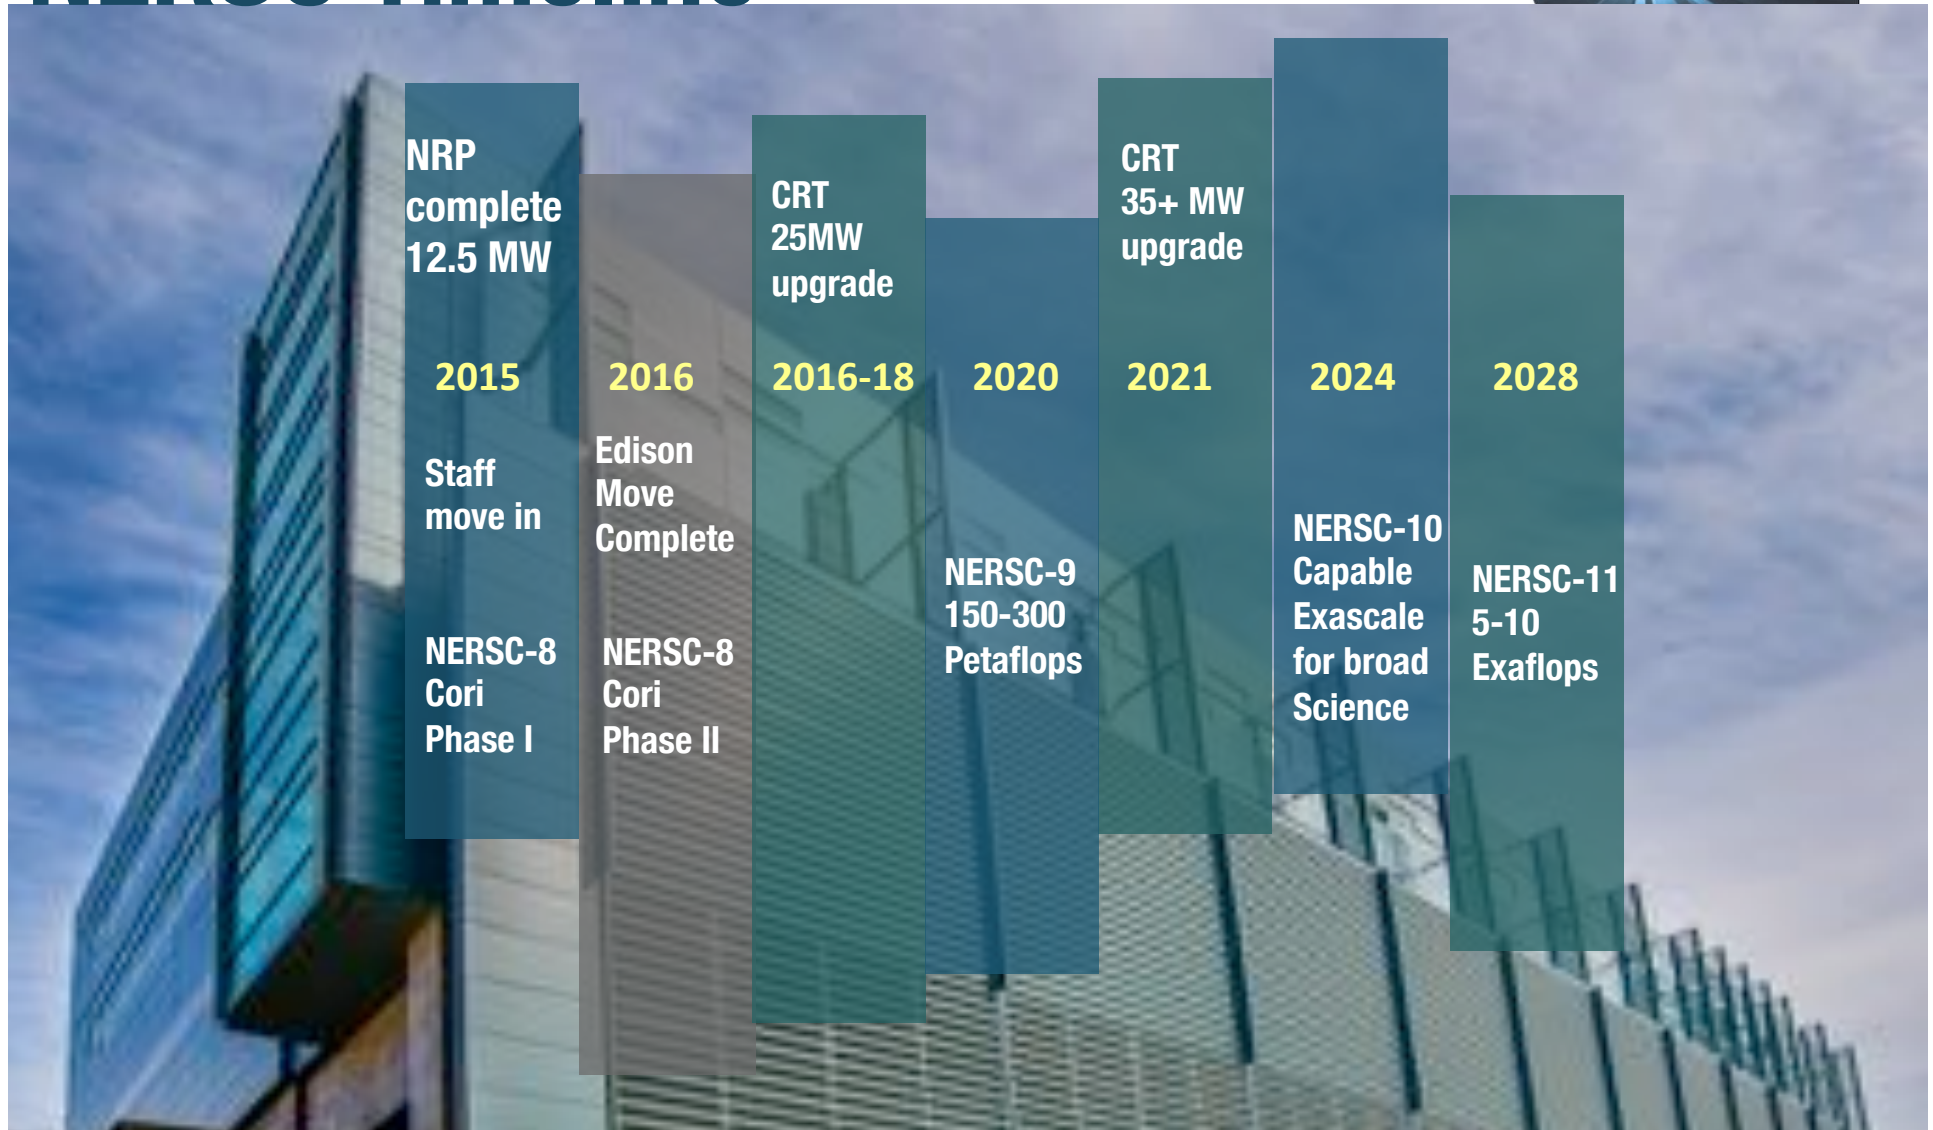 NERSC Timeline
NRP
complete
12.5 MW
2015
Staff
move in
NERSC-8
Cori
Phase I
2016
Edison
Move
Complete
NERSC-8
Cori
Phase II
CRT
25MW
upgrade
2016-18
2020
NERSC-9
150-300
Petaflops
CRT
35+ MW
upgrade
2021
2024
NERSC-10
Capable
Exascale
for broad
Science
2028
NERSC-11
5-10
Exaflops